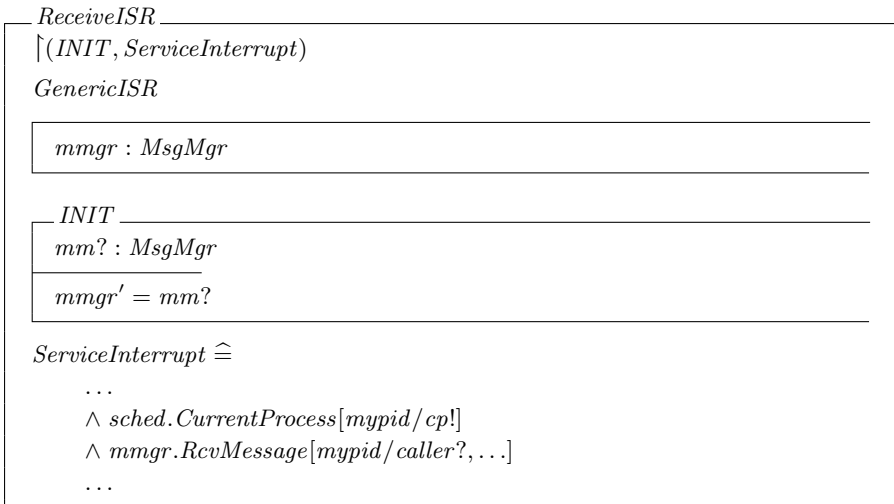 ReceiveISR
↾(INIT, ServiceInterrupt)
GenericISR
mmgr : MsgMgr
INIT
mm? : MsgMgr
mmgr′ = mm?
ServiceInterrupt ≙
...
∧ sched.CurrentProcess[mypid/cp!]
∧ mmgr.RcvMessage[mypid/caller?, ...]
...